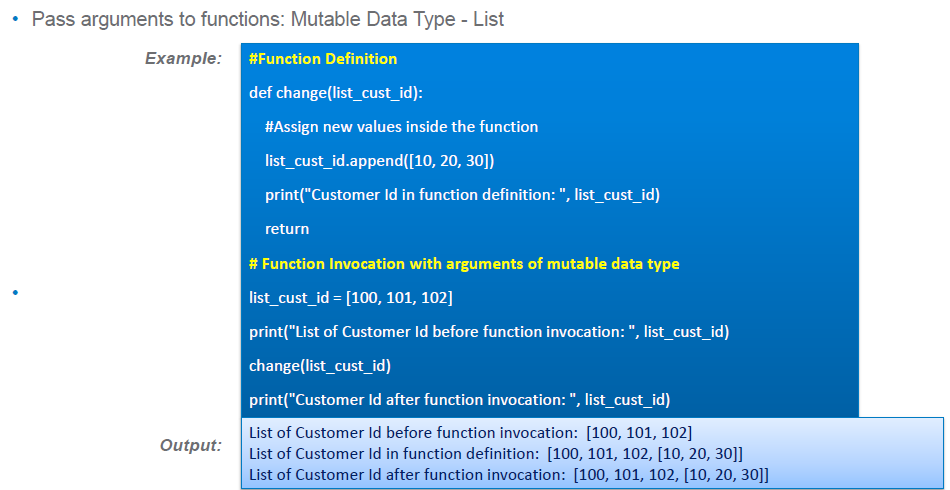 • Pass arguments to functions: Mutable Data Type - List
Example:
#Function Definition
def change(list_cust_id):
#Assign new values inside the function
list_cust_id.append([10, 20, 30])
print("Customer Id in function definition: ", list_cust_id)
return
# Function Invocation with arguments of mutable data type
•
list_cust_id = [100, 101, 102]
print("List of Customer Id before function invocation: ", list_cust_id)
change(list_cust_id)
print("Customer Id after function invocation: ", list_cust_id)
Output:
List of Customer Id before function invocation:  [100, 101, 102]
List of Customer Id in function definition:  [100, 101, 102, [10, 20, 30]]
List of Customer Id after function invocation:  [100, 101, 102, [10, 20, 30]]